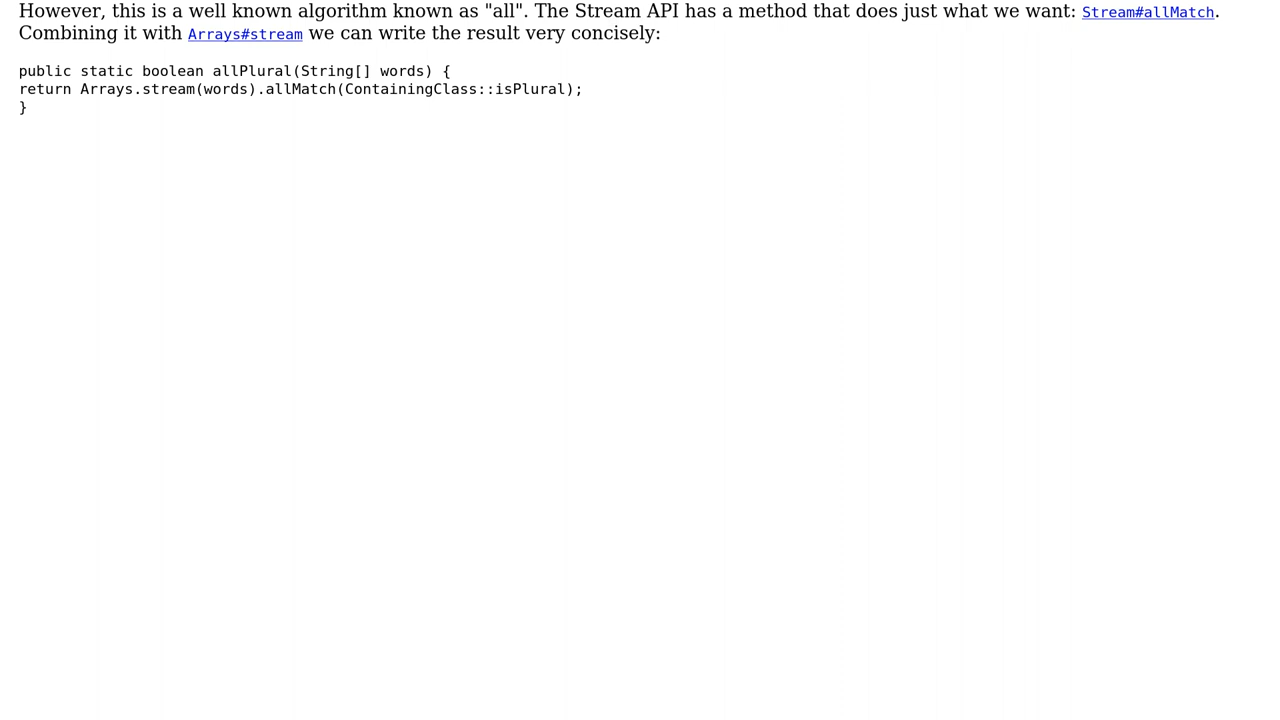 However, this is a well known algorithm known as "all". The Stream API has a method that does just what we want: Stream#allMatch.
Combining it with Arrays#stream we can write the result very concisely:
public static boolean allPlural(String[] words) {
return Arrays.stream(words).allMatch(ContainingClass::isPlural);
}